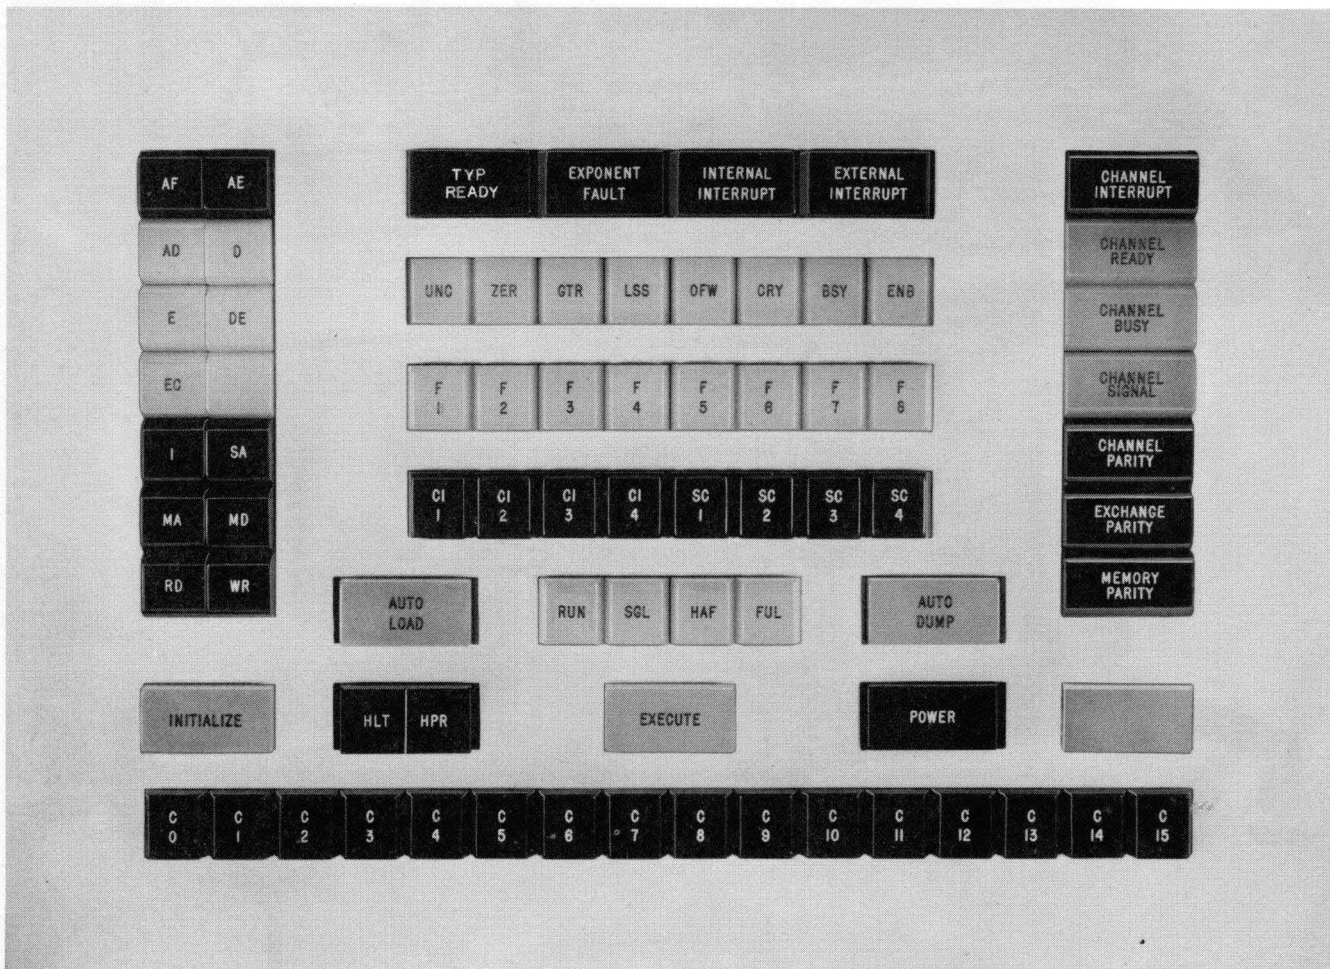 AF AE
AD D
E DE
EC
I SA
MA MD
RD WR
TYP
READY
EXPONENT
FAULT
INTERNAL
INTERRUPT
EXTERNAL
INTERRUPT
UNC ZER GTR LSS OFW CRY BSY ENB
F F F F F F F F
1 2 3 4 5 6 7 8
CI CI CI CI SC SC SC SC
1 2 3 4 1 2 3 4
AUTO
LOAD
RUN SGL HAF FUL
AUTO
DUMP
CHANNEL
INTERRUPT
CHANNEL
READY
CHANNEL
BUSY
CHANNEL
SIGNAL
CHANNEL
PARITY
EXCHANGE
PARITY
MEMORY
PARITY
INITIALIZE HLT HPR EXECUTE POWER
C C C C C C C C C C C C C C C C
0 1 2 3 4 5 6 7 8 9 10 11 12 13 14 15